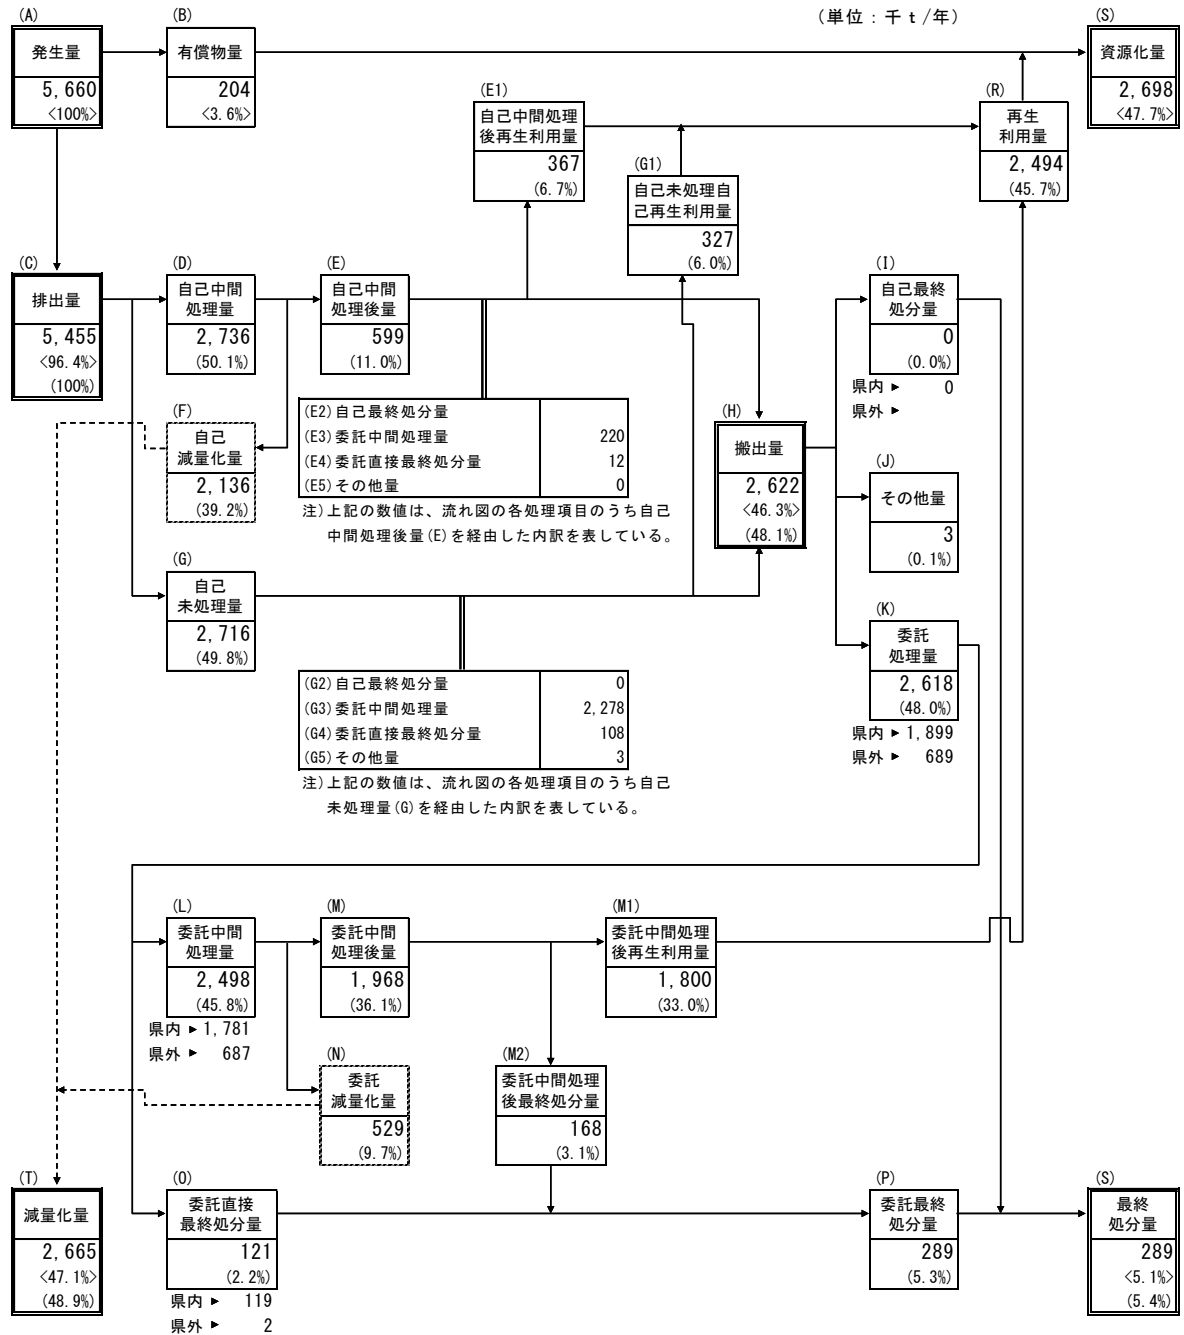 (単位：千ｔ/年)
(A)
発生量
5,660
<100%>
(B)
有償物量
204
<3.6%>
(S)
資源化量
2,698
<47.7%>
(E1)
自己中間処理
後再生利用量
367
(6.7%)
(G1)
自己未処理自
己再生利用量
327
(6.0%)
(R)
再生
利用量
2,494
(45.7%)
(C)
排出量
5,455
<96.4%>
(100%)
(D)
自己中間
処理量
2,736
(50.1%)
(E)
自己中間
処理後量
599
(11.0%)
(I)
自己最終
処分量
0
(0.0%)
県内 ▶ 0
県外 ▶
(F)
自己
減量化量
2,136
(39.2%)
(E2)自己最終処分量
(E3)委託中間処理量 220
(E4)委託直接最終処分量 12
(E5)その他量 0
注)上記の数値は、流れ図の各処理項目のうち自己
中間処理後量(E)を経由した内訳を表している。
(H)
搬出量
2,622
<46.3%>
(48.1%)
(J)
その他量
3
(0.1%)
(G)
自己
未処理量
2,716
(49.8%)
(G2)自己最終処分量 0
(G3)委託中間処理量 2,278
(G4)委託直接最終処分量 108
(G5)その他量 3
注)上記の数値は、流れ図の各処理項目のうち自己
未処理量(G)を経由した内訳を表している。
(K)
委託
処理量
2,618
(48.0%)
県内 ▶ 1,899
県外 ▶ 689
(L)
委託中間
処理量
2,498
(45.8%)
県内 ▶ 1,781
県外 ▶ 687
(M)
委託中間
処理後量
1,968
(36.1%)
(M1)
委託中間処理
後再生利用量
1,800
(33.0%)
(N)
委託
減量化量
529
(9.7%)
(M2)
委託中間処理
後最終処分量
168
(3.1%)
(T)
減量化量
2,665
<47.1%>
(48.9%)
(O)
委託直接
最終処分量
121
(2.2%)
県内 ▶ 119
県外 ▶ 2
(P)
委託最終
処分量
289
(5.3%)
(S)
最終
処分量
289
<5.1%>
(5.4%)